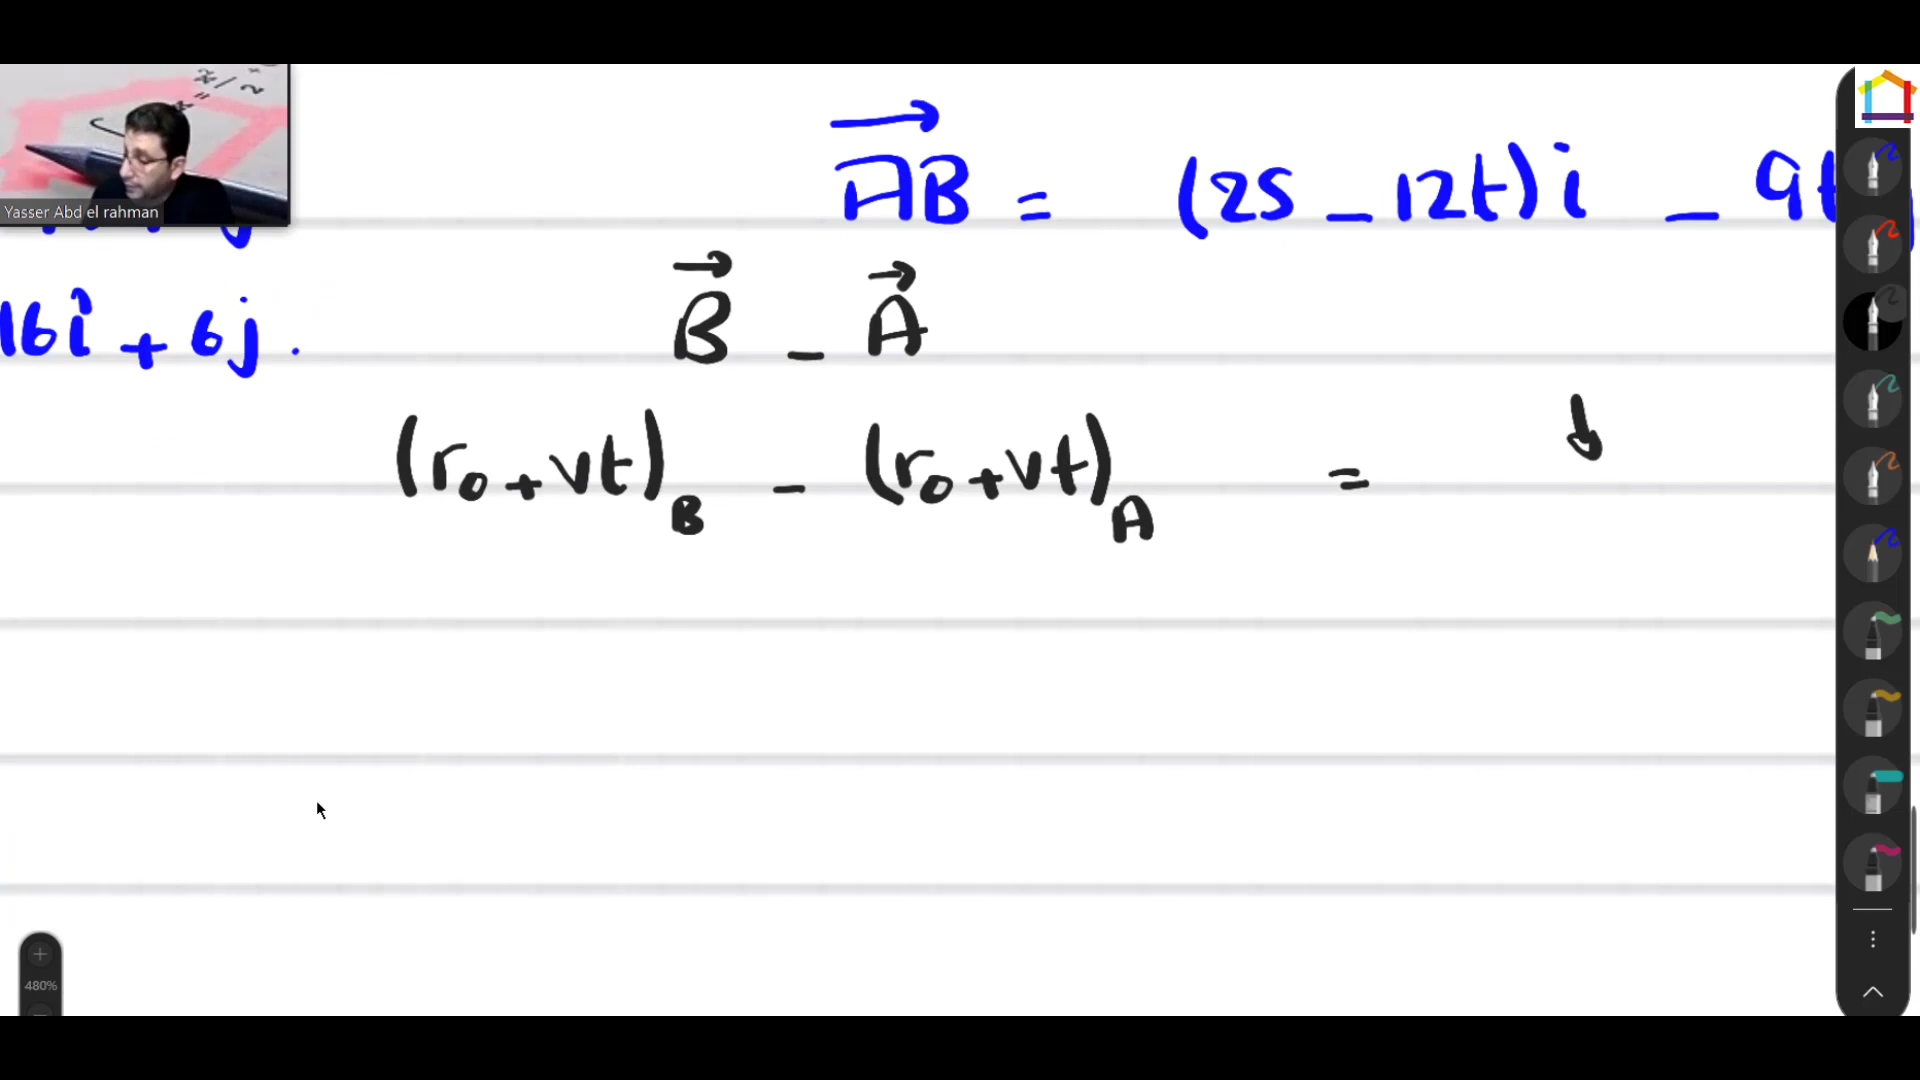 Yasser Abd el rahman
AB = (25 - 12t)i - 9t
16i + 6j.
B - A
(r₀ + vt)B - (r₀ + vt)A =
480%